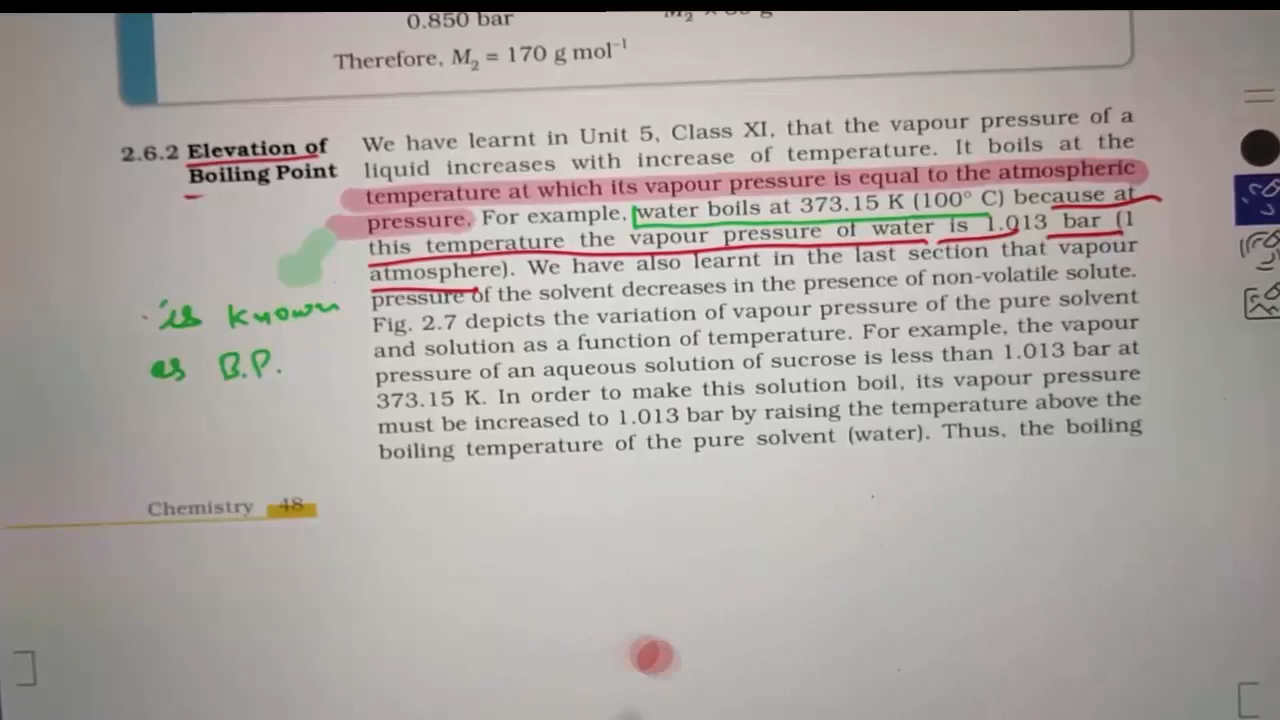 0.850 bar
Therefore, M₂ = 170 g mol⁻¹
2.6.2 Elevation of
Boiling Point
We have learnt in Unit 5, Class XI, that the vapour pressure of a
liquid increases with increase of temperature. It boils at the
temperature at which its vapour pressure is equal to the atmospheric
pressure. For example, water boils at 373.15 K (100° C) because at
this temperature the vapour pressure of water is 1.013 bar (1
atmosphere). We have also learnt in the last section that vapour
pressure of the solvent decreases in the presence of non-volatile solute.
Fig. 2.7 depicts the variation of vapour pressure of the pure solvent
and solution as a function of temperature. For example, the vapour
pressure of an aqueous solution of sucrose is less than 1.013 bar at
373.15 K. In order to make this solution boil, its vapour pressure
must be increased to 1.013 bar by raising the temperature above the
boiling temperature of the pure solvent (water). Thus, the boiling
is known
as B.P.
Chemistry 48